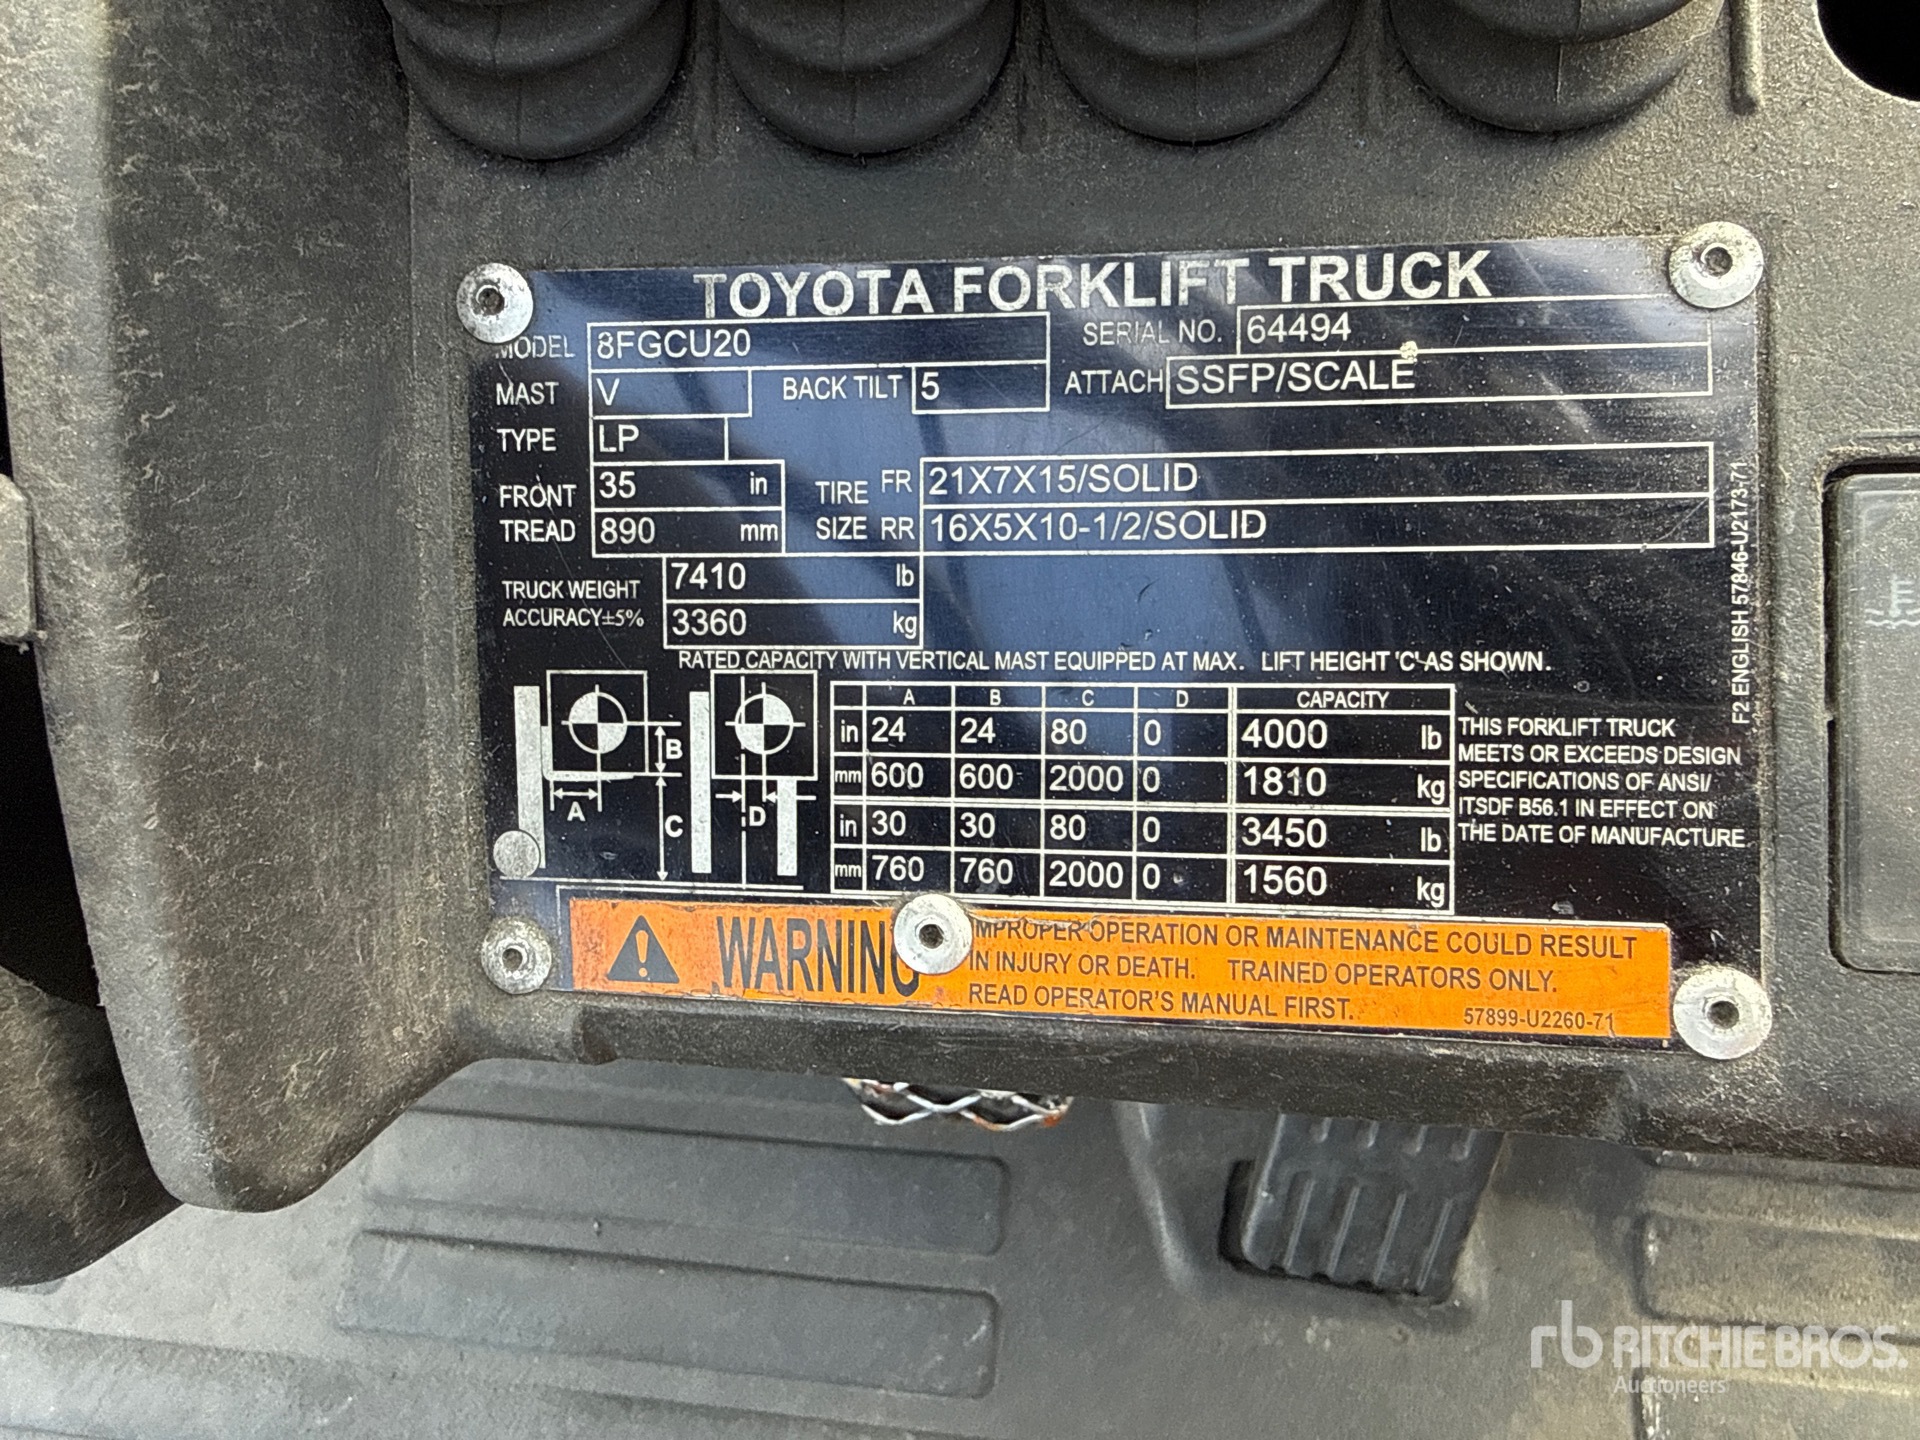 TOYOTA FORKLIFT TRUCK
MODEL 8FGCU20 SERIAL NO. 64494
MAST V BACK TILT 5 ATTACH SSFP/SCALE
TYPE LP
FRONT TREAD 35 in TIRE SIZE FR 21X7X15/SOLID
890 mm RR 16X5X10-1/2/SOLID
TRUCK WEIGHT 7410 lb
ACCURACY±5% 3360 kg
RATED CAPACITY WITH VERTICAL MAST EQUIPPED AT MAX. LIFT HEIGHT 'C' AS SHOWN.
A B C D CAPACITY
in 24 24 80 0 4000 lb
mm 600 600 2000 0 1810 kg
in 30 30 80 0 3450 lb
mm 760 760 2000 0 1560 kg
B
A
C
D
THIS FORKLIFT TRUCK
MEETS OR EXCEEDS DESIGN
SPECIFICATIONS OF ANSI/
ITSDF B56.1 IN EFFECT ON
THE DATE OF MANUFACTURE
F2 ENGLISH 57846-U2173-71
WARNING
IMPROPER OPERATION OR MAINTENANCE COULD RESULT
IN INJURY OR DEATH. TRAINED OPERATORS ONLY.
READ OPERATOR'S MANUAL FIRST.
57899-U2260-71
rb RITCHIE BROS.
Auctioneers